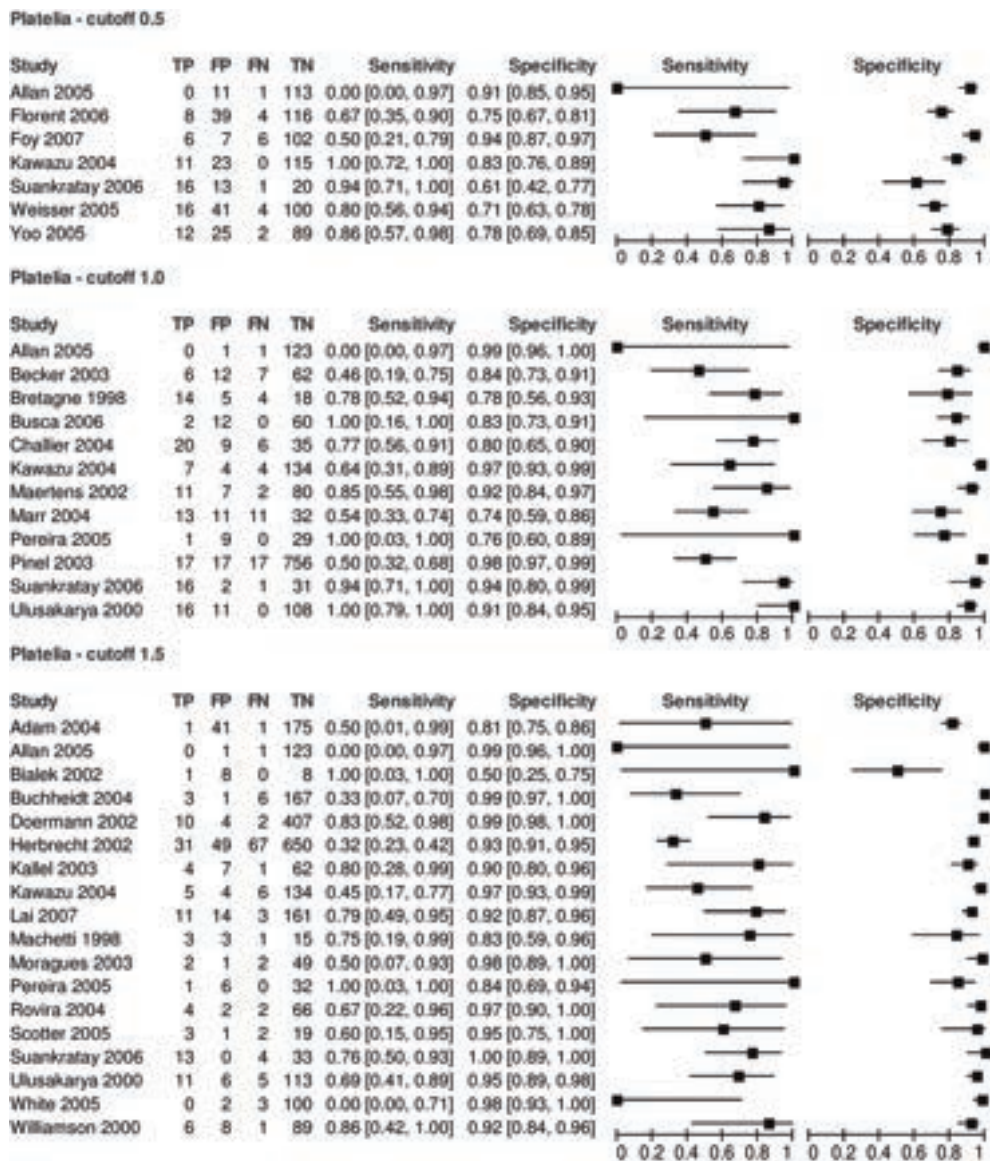 Platelia - cutoff 0.5
Study TP FP FN TN Sensitivity Specificity Sensitivity Specificity
Allan 2005 0 11 1 113 0.00 [0.00, 0.97] 0.91 [0.85, 0.95]
Florent 2006 8 39 4 116 0.67 [0.35, 0.90] 0.75 [0.67, 0.81]
Foy 2007 6 7 6 102 0.50 [0.21, 0.79] 0.94 [0.87, 0.97]
Kawazu 2004 11 23 0 115 1.00 [0.72, 1.00] 0.83 [0.76, 0.89]
Suankratay 2006 16 13 1 20 0.94 [0.71, 1.00] 0.61 [0.42, 0.77]
Weisser 2005 16 41 4 100 0.80 [0.56, 0.94] 0.71 [0.63, 0.78]
Yoo 2005 12 25 2 89 0.86 [0.57, 0.98] 0.78 [0.69, 0.85]
0 0.2 0.4 0.6 0.8 1 0 0.2 0.4 0.6 0.8 1
Platelia - cutoff 1.0
Study TP FP FN TN Sensitivity Specificity Sensitivity Specificity
Allan 2005 0 1 1 123 0.00 [0.00, 0.97] 0.99 [0.96, 1.00]
Becker 2003 6 12 7 62 0.46 [0.19, 0.75] 0.84 [0.73, 0.91]
Bretagne 1998 14 5 4 18 0.78 [0.52, 0.94] 0.78 [0.56, 0.93]
Busca 2006 2 12 0 60 1.00 [0.16, 1.00] 0.83 [0.73, 0.91]
Challier 2004 20 9 6 35 0.77 [0.56, 0.91] 0.80 [0.65, 0.90]
Kawazu 2004 7 4 4 134 0.64 [0.31, 0.89] 0.97 [0.93, 0.99]
Maertens 2002 11 7 2 80 0.85 [0.55, 0.98] 0.92 [0.84, 0.97]
Marr 2004 13 11 11 32 0.54 [0.33, 0.74] 0.74 [0.59, 0.86]
Pereira 2005 1 9 0 29 1.00 [0.03, 1.00] 0.76 [0.60, 0.89]
Pinel 2003 17 17 17 756 0.50 [0.32, 0.68] 0.98 [0.97, 0.99]
Suankratay 2006 16 2 1 31 0.94 [0.71, 1.00] 0.94 [0.80, 0.99]
Ulusakarya 2000 16 11 0 108 1.00 [0.79, 1.00] 0.91 [0.84, 0.95]
0 0.2 0.4 0.6 0.8 1 0 0.2 0.4 0.6 0.8 1
Platelia - cutoff 1.5
Study TP FP FN TN Sensitivity Specificity Sensitivity Specificity
Adam 2004 1 41 1 175 0.50 [0.01, 0.99] 0.81 [0.75, 0.86]
Allan 2005 0 1 1 123 0.00 [0.00, 0.97] 0.99 [0.96, 1.00]
Bialek 2002 1 8 0 8 1.00 [0.03, 1.00] 0.50 [0.25, 0.75]
Buchheidt 2004 3 1 6 167 0.33 [0.07, 0.70] 0.99 [0.97, 1.00]
Doermann 2002 10 4 2 407 0.83 [0.52, 0.98] 0.99 [0.98, 1.00]
Herbrecht 2002 31 49 67 650 0.32 [0.23, 0.42] 0.93 [0.91, 0.95]
Kallel 2003 4 7 1 62 0.80 [0.28, 0.99] 0.90 [0.80, 0.96]
Kawazu 2004 5 4 6 134 0.45 [0.17, 0.77] 0.97 [0.93, 0.99]
Lai 2007 11 14 3 161 0.79 [0.49, 0.95] 0.92 [0.87, 0.96]
Machetti 1998 3 3 1 15 0.75 [0.19, 0.99] 0.83 [0.59, 0.96]
Moragues 2003 2 1 2 49 0.50 [0.07, 0.93] 0.98 [0.89, 1.00]
Pereira 2005 1 6 0 32 1.00 [0.03, 1.00] 0.84 [0.69, 0.94]
Rovira 2004 4 2 2 66 0.67 [0.22, 0.96] 0.97 [0.90, 1.00]
Scotter 2005 3 1 2 19 0.60 [0.15, 0.95] 0.95 [0.75, 1.00]
Suankratay 2006 13 0 4 33 0.76 [0.50, 0.93] 1.00 [0.89, 1.00]
Ulusakarya 2000 11 6 5 113 0.69 [0.41, 0.89] 0.95 [0.89, 0.98]
White 2005 0 2 3 100 0.00 [0.00, 0.71] 0.98 [0.93, 1.00]
Williamson 2000 6 8 1 89 0.86 [0.42, 1.00] 0.92 [0.84, 0.96]
0 0.2 0.4 0.6 0.8 1 0 0.2 0.4 0.6 0.8 1